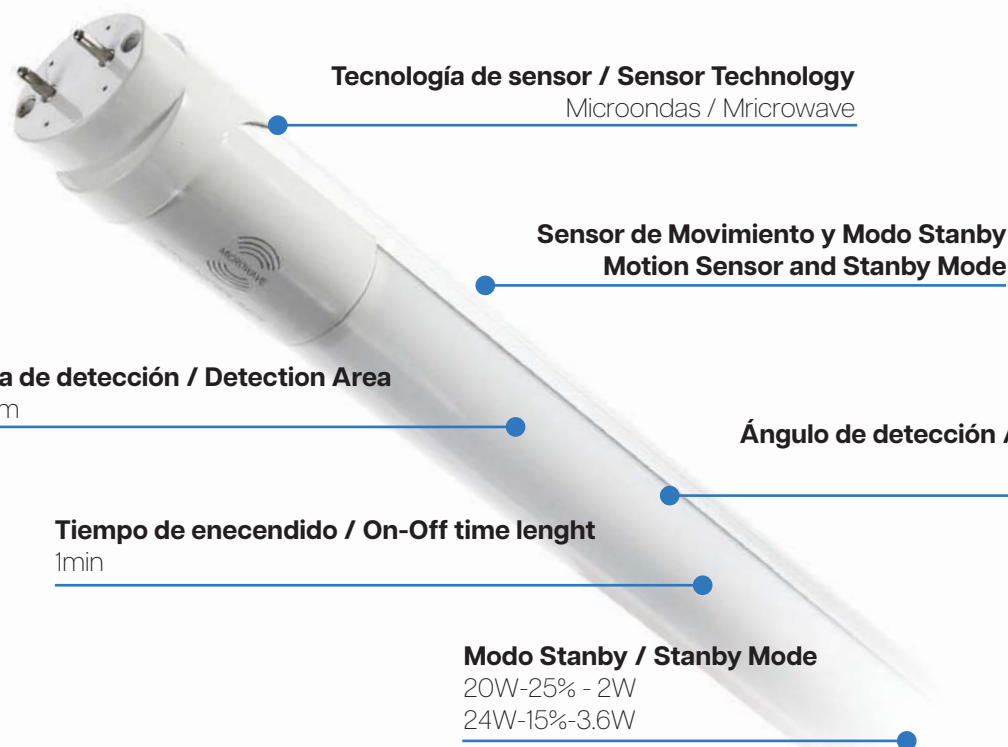 Tecnología de sensor / Sensor Technology
Microondas / Mricrowave
MICROWAVE
Sensor de Movimiento y Modo Stanby
Motion Sensor and Stanby Mode
a de detección / Detection Area
m
Ángulo de detección /
Tiempo de enecendido / On-Off time lenght
1min
Modo Stanby / Stanby Mode
20W-25% - 2W
24W-15%-3.6W